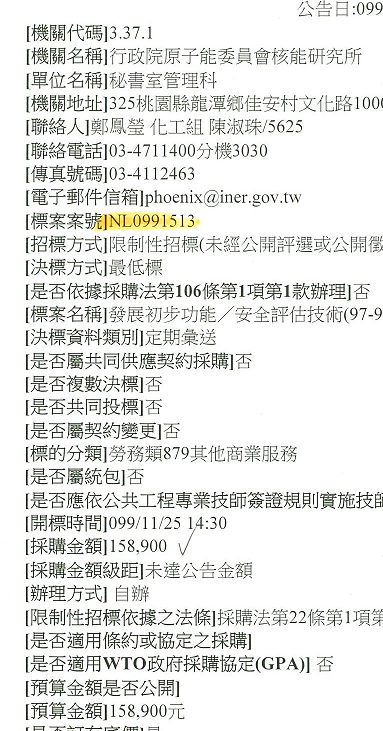 公告日:099
[機關代碼]3.37.1
[機關名稱]行政院原子能委員會核能研究所
[單位名稱]秘書室管理科
[機關地址]325桃園縣龍潭鄉佳安村文化路1000
[聯絡人]鄭鳳瑩 化工組 陳淑珠/5625
[聯絡電話]03-4711400分機3030
[傳真號碼]03-4112463
[電子郵件信箱]phoenix@iner.gov.tw
[標案案號]NL0991513
[招標方式]限制性招標(未經公開評選或公開徵
[決標方式]最低標
[是否依據採購法第106條第1項第1款辦理]否
[標案名稱]發展初步功能／安全評估技術(97-9
[決標資料類別]定期彙送
[是否屬共同供應契約採購]否
[是否複數決標]否
[是否共同投標]否
[是否屬契約變更]否
[標的分類]勞務類879其他商業服務
[是否屬統包]否
[是否應依公共工程專業技師簽證規則實施技師
[開標時間]099/11/25 14:30
[採購金額]158,900
[採購金額級距]未達公告金額
[辦理方式] 自辦
[限制性招標依據之法條]採購法第22條第1項第
[是否適用條約或協定之採購]
[是否適用WTO政府採購協定(GPA)] 否
[預算金額是否公開]
[預算金額]158,900元